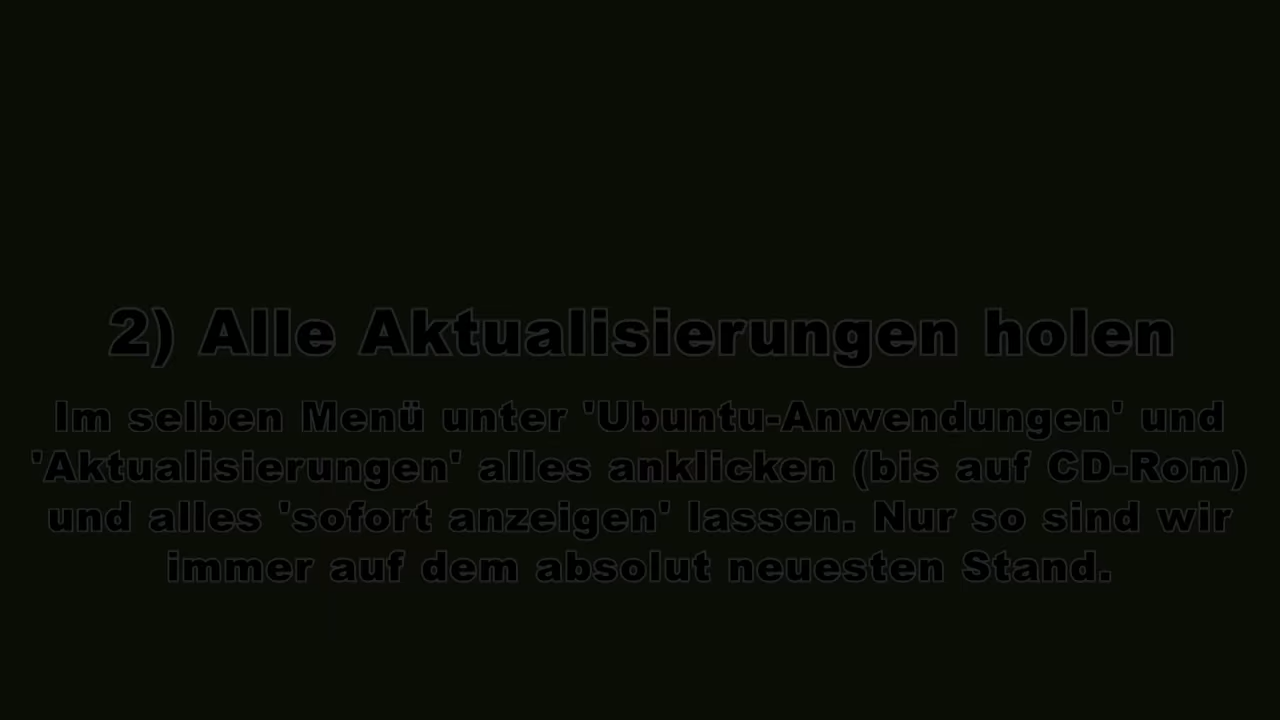 2) Alle Aktualisierungen holen
Im selben Menü unter 'Ubuntu-Anwendungen' und
'Aktualisierungen' alles anklicken (bis auf CD-Rom)
und alles 'sofort anzeigen' lassen. Nur so sind wir
immer auf dem absolut neuesten Stand.